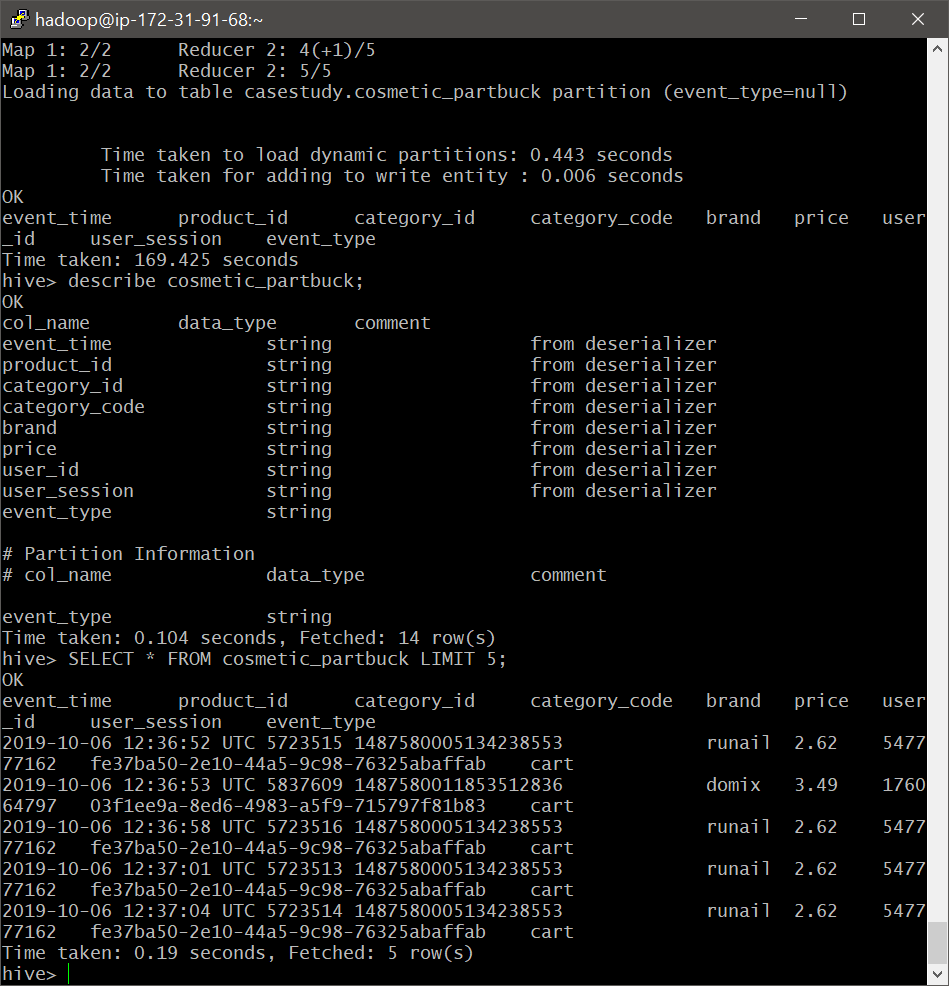 hadoop@ip-172-31-91-68:~
Map 1: 2/2      Reducer 2: 4(+1)/5
Map 1: 2/2      Reducer 2: 5/5
Loading data to table casestudy.cosmetic_partbuck partition (event_type=null)
Time taken to load dynamic partitions: 0.443 seconds
Time taken for adding to write entity : 0.006 seconds
OK
event_time      product_id      category_id     category_code   brand   price   user
_id     user_session    event_type
Time taken: 169.425 seconds
hive> describe cosmetic_partbuck;
OK
col_name        data_type       comment
event_time              string                  from deserializer
product_id              string                  from deserializer
category_id             string                  from deserializer
category_code           string                  from deserializer
brand                   string                  from deserializer
price                   string                  from deserializer
user_id                 string                  from deserializer
user_session            string                  from deserializer
event_type              string
# Partition Information
# col_name              data_type               comment
event_type              string
Time taken: 0.104 seconds, Fetched: 14 row(s)
hive> SELECT * FROM cosmetic_partbuck LIMIT 5;
OK
event_time      product_id      category_id     category_code   brand   price   user
_id     user_session    event_type
2019-10-06 12:36:52 UTC 5723515 1487580005134238553             runail  2.62    5477
77162   fe37ba50-2e10-44a5-9c98-76325abaffab    cart
2019-10-06 12:36:53 UTC 5837609 1487580011853512836             domix   3.49    1760
64797   03f1ee9a-8ed6-4983-a5f9-715797f81b83    cart
2019-10-06 12:36:58 UTC 5723516 1487580005134238553             runail  2.62    5477
77162   fe37ba50-2e10-44a5-9c98-76325abaffab    cart
2019-10-06 12:37:01 UTC 5723513 1487580005134238553             runail  2.62    5477
77162   fe37ba50-2e10-44a5-9c98-76325abaffab    cart
2019-10-06 12:37:04 UTC 5723514 1487580005134238553             runail  2.62    5477
77162   fe37ba50-2e10-44a5-9c98-76325abaffab    cart
Time taken: 0.19 seconds, Fetched: 5 row(s)
hive>